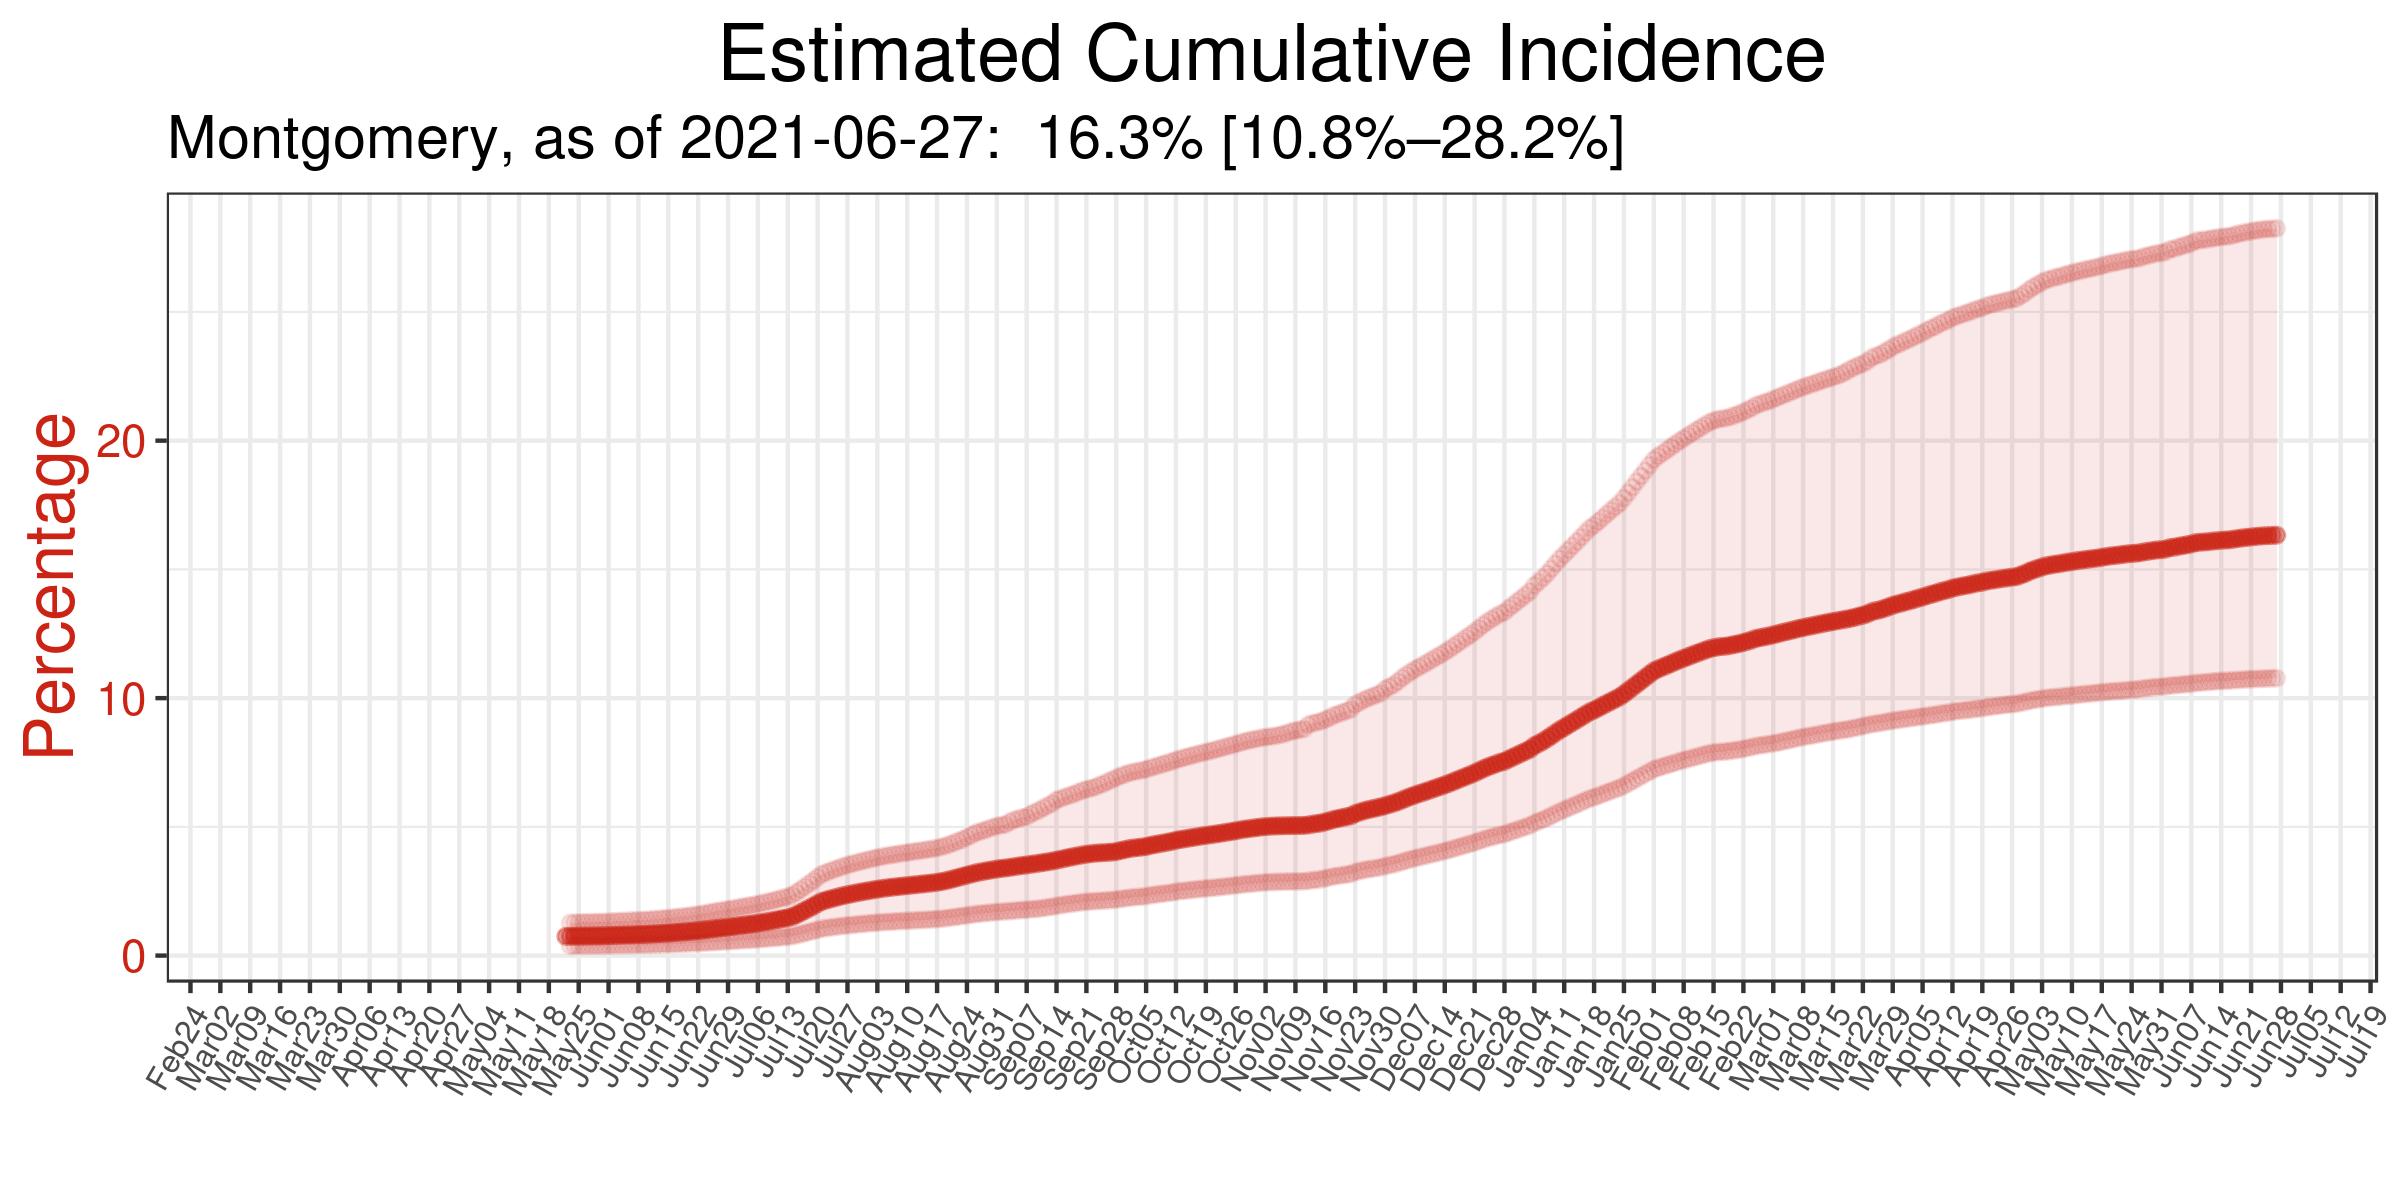 Estimated Cumulative Incidence
Montgomery, as of 2021-06-27: 16.3% [10.8%–28.2%]
Percentage
20
10
0
Feb24
Mar02
Mar09
Mar16
Mar23
Mar30
Apr06
Apr13
Apr20
Apr27
May04
May11
May18
May25
Jun01
Jun08
Jun15
Jun22
Jun29
Jul06
Jul13
Jul20
Jul27
Aug03
Aug10
Aug17
Aug24
Aug31
Sep07
Sep14
Sep21
Sep28
Oct05
Oct12
Oct19
Oct26
Nov02
Nov09
Nov16
Nov23
Nov30
Dec07
Dec14
Dec21
Dec28
Jan04
Jan11
Jan18
Jan25
Feb01
Feb08
Feb15
Feb22
Mar01
Mar08
Mar15
Mar22
Mar29
Apr05
Apr12
Apr19
Apr26
May03
May10
May17
May24
May31
Jun07
Jun14
Jun21
Jun28
Jul05
Jul12
Jul19